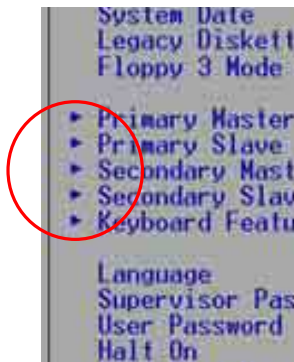 System Date
Legacy Diskett
Floppy 3 Mode
Primary Master
Primary Slave
Secondary Mast
Secondary Slav
Keyboard Featu
Language
Supervisor Pas
User Password
Halt On